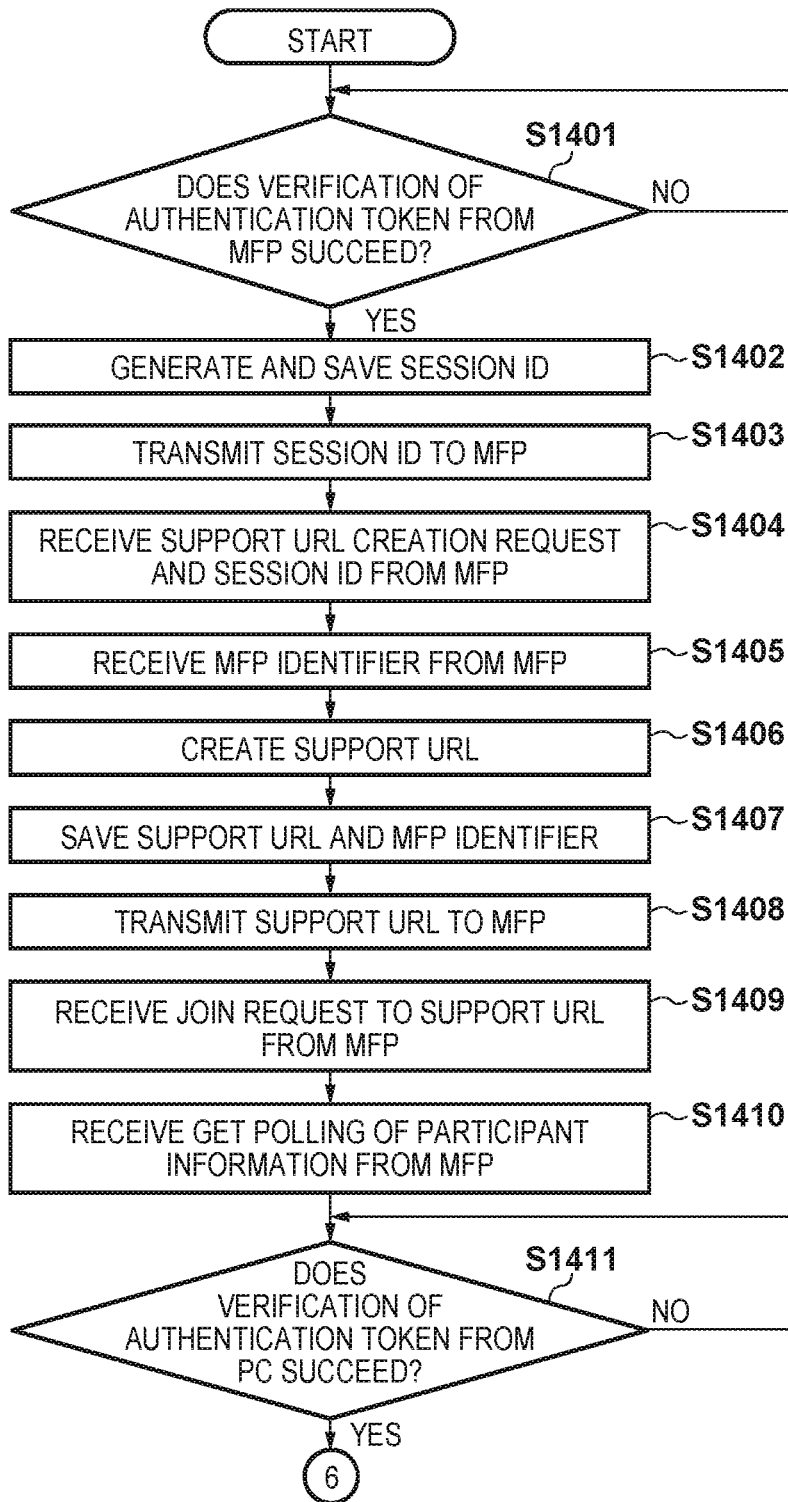 START
S1401
DOES VERIFICATION OF
AUTHENTICATION TOKEN FROM
MFP SUCCEED?
NO
YES
GENERATE AND SAVE SESSION ID
S1402
TRANSMIT SESSION ID TO MFP
S1403
RECEIVE SUPPORT URL CREATION REQUEST
AND SESSION ID FROM MFP
S1404
RECEIVE MFP IDENTIFIER FROM MFP
S1405
CREATE SUPPORT URL
S1406
SAVE SUPPORT URL AND MFP IDENTIFIER
S1407
TRANSMIT SUPPORT URL TO MFP
S1408
RECEIVE JOIN REQUEST TO SUPPORT URL
FROM MFP
S1409
RECEIVE GET POLLING OF PARTICIPANT
INFORMATION FROM MFP
S1410
S1411
DOES
VERIFICATION OF
AUTHENTICATION TOKEN FROM
PC SUCCEED?
NO
YES
6